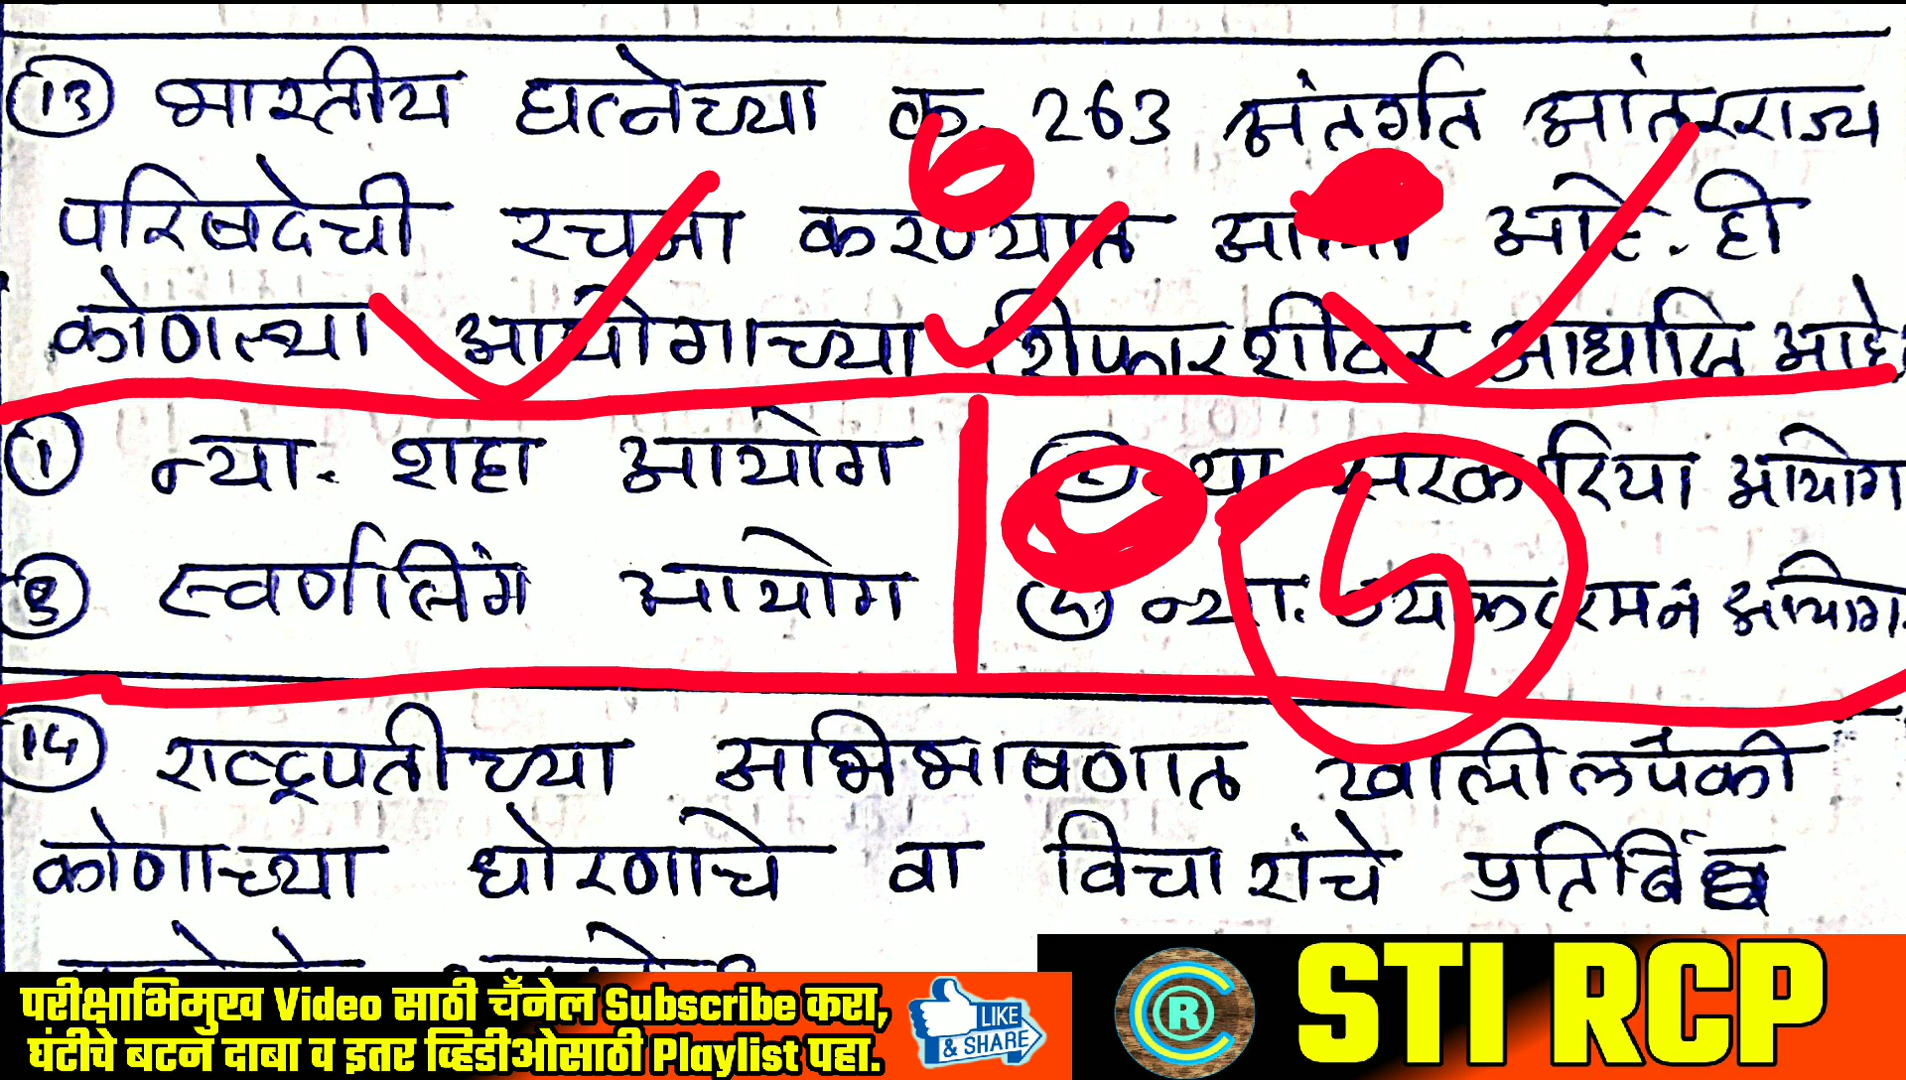 ⑬ भारतीय घटनेच्या क. 263 अंतर्गत आंतरराज्य
परिषदेची रचना करण्यात आली आहे. ही
कोणत्या आयोगाच्या शिफारशीवर आधारित आहे
① न्या. शहा आयोग
सरकारिया आयोग
③ स्वर्णसिंग आयोग
④ न्या. आयोग.
⑭ राष्ट्रपतीच्या अभिभाषणात खालीलपैकी
कोणाच्या धोरणाचे वा विचारांचे प्रतिबिंब
परीक्षाभिमुख Video साठी चॅनेल Subscribe करा,
घंटीचे बटन दाबा व इतर व्हिडीओसाठी Playlist पहा.
LIKE
& SHARE
R
STI RCP